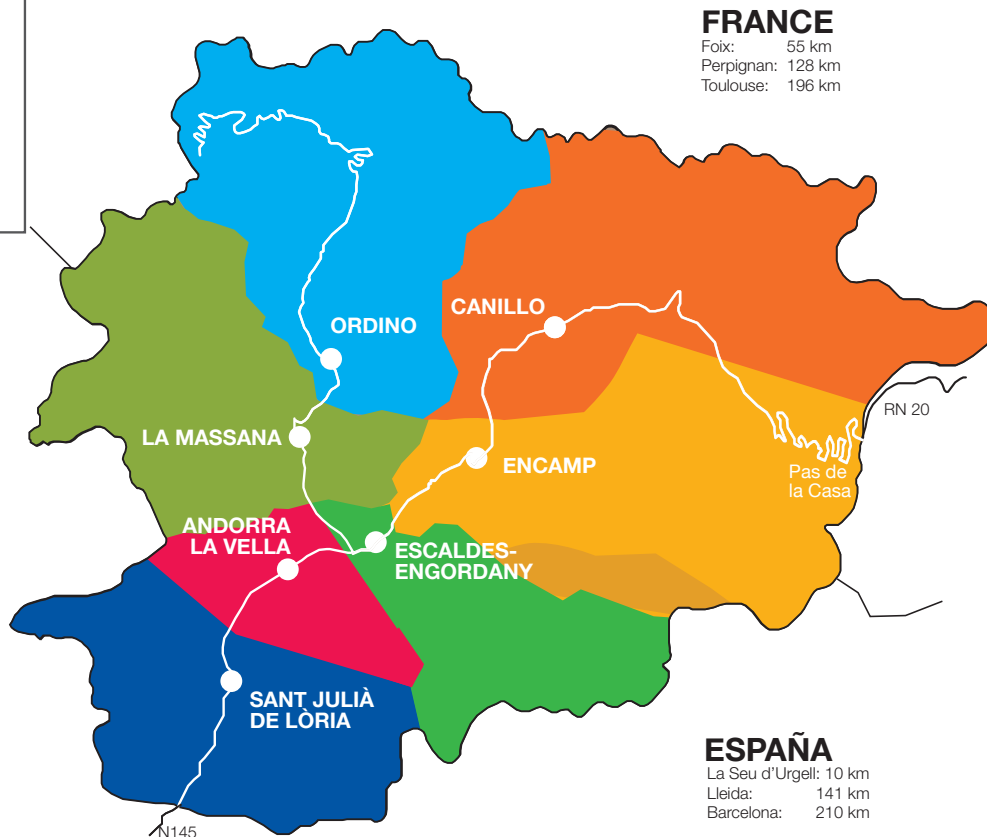 FRANCE
Foix: 55 km
Perpignan: 128 km
Toulouse: 196 km
CANILLO
ORDINO
RN 20
LA MASSANA
ENCAMP
Pas de
la Casa
ANDORRA
LA VELLA
ESCALDES-
ENGORDANY
SANT JULIÀ
DE LÒRIA
ESPAÑA
La Seu d'Urgell: 10 km
Lleida: 141 km
Barcelona: 210 km
N145